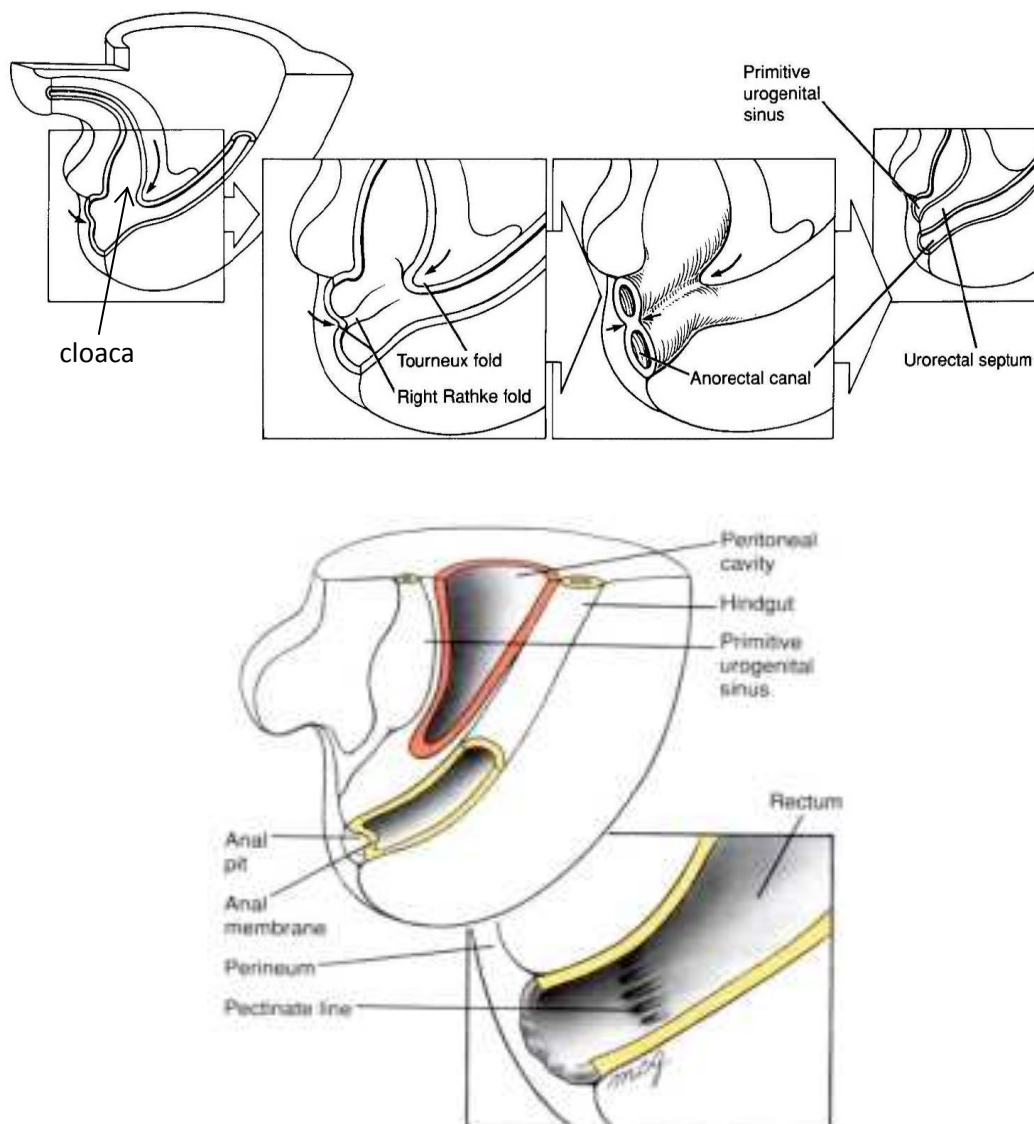 Primitive
urogenital
sinus
cloaca
Tourneux fold
Right Rathke fold
Anorectal canal
Urorectal septum
Peritoneal
cavity
Hindgut
Primitive
urogenital
sinus
Rectum
Anal
pit
Anal
membrane
Perineum
Pectinate line
mcg